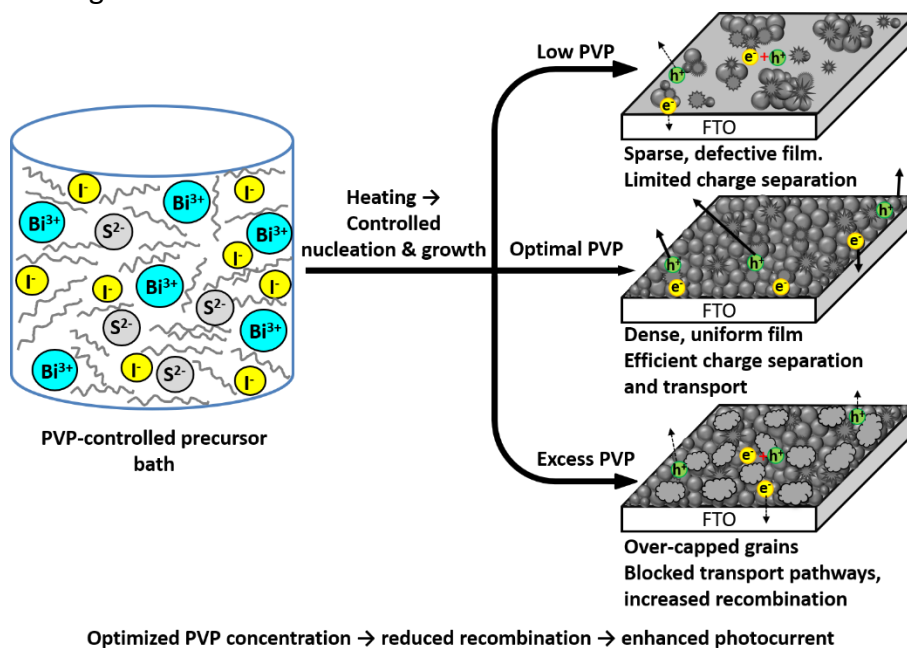 I⁻
Bi³⁺
I⁻
Bi³⁺
S²⁻
Bi³⁺
I⁻
I⁻
I⁻
Bi³⁺
I⁻
S²⁻
S²⁻
Bi³⁺
Bi³⁺
I⁻
S²⁻
I⁻
PVP-controlled precursor
bath
Heating →
Controlled
nucleation & growth
Low PVP
e⁻ + h⁺
h⁺
e⁻
FTO
Sparse, defective film.
Limited charge separation
Optimal PVP
h⁺
e⁻
h⁺
h⁺
e⁻
e⁻
FTO
Dense, uniform film
Efficient charge separation
and transport
Excess PVP
h⁺
e⁻ + h⁺
h⁺
e⁻
FTO
Over-capped grains
Blocked transport pathways,
increased recombination
Optimized PVP concentration → reduced recombination → enhanced photocurrent